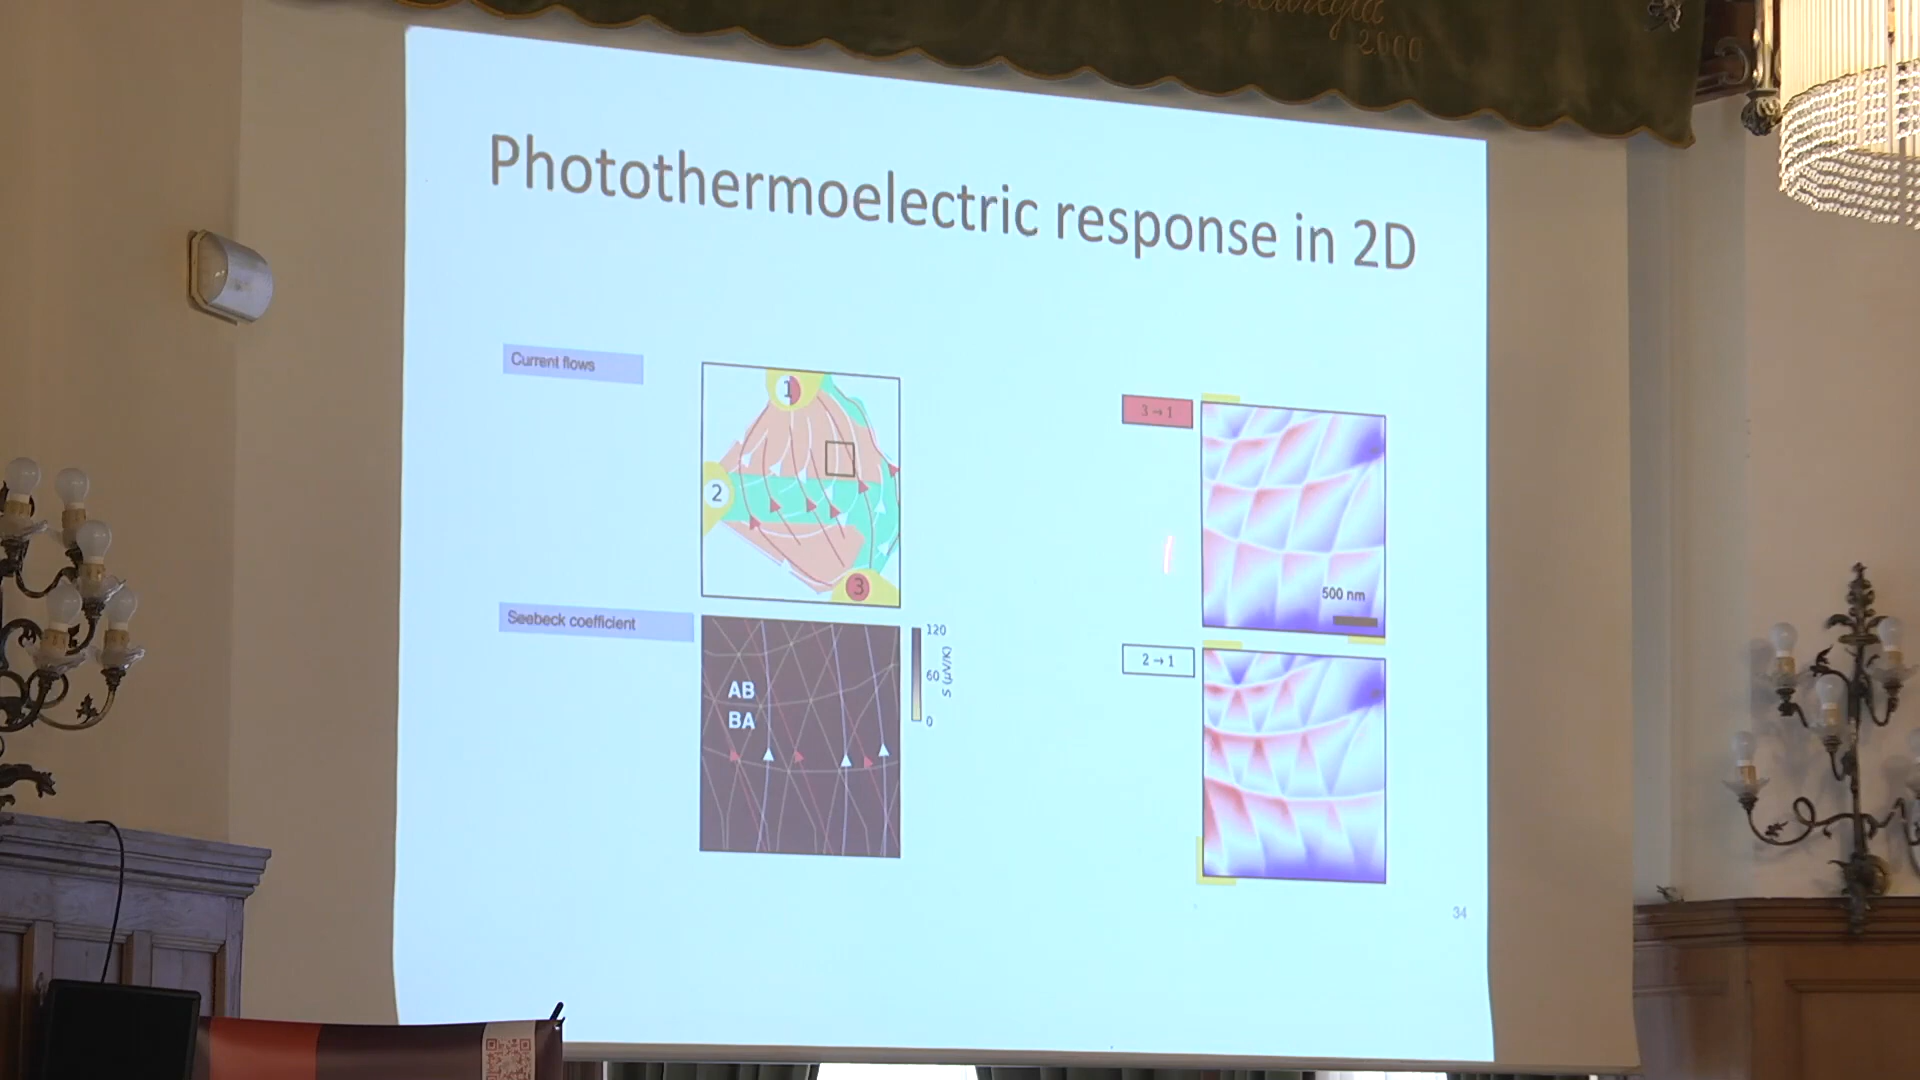 2000
Photothermoelectric response in 2D
Current flows
1
2
3
3→1
500 nm
Seebeck coefficient
AB
BA
120
60
0
S (μV/K)
2→1
34